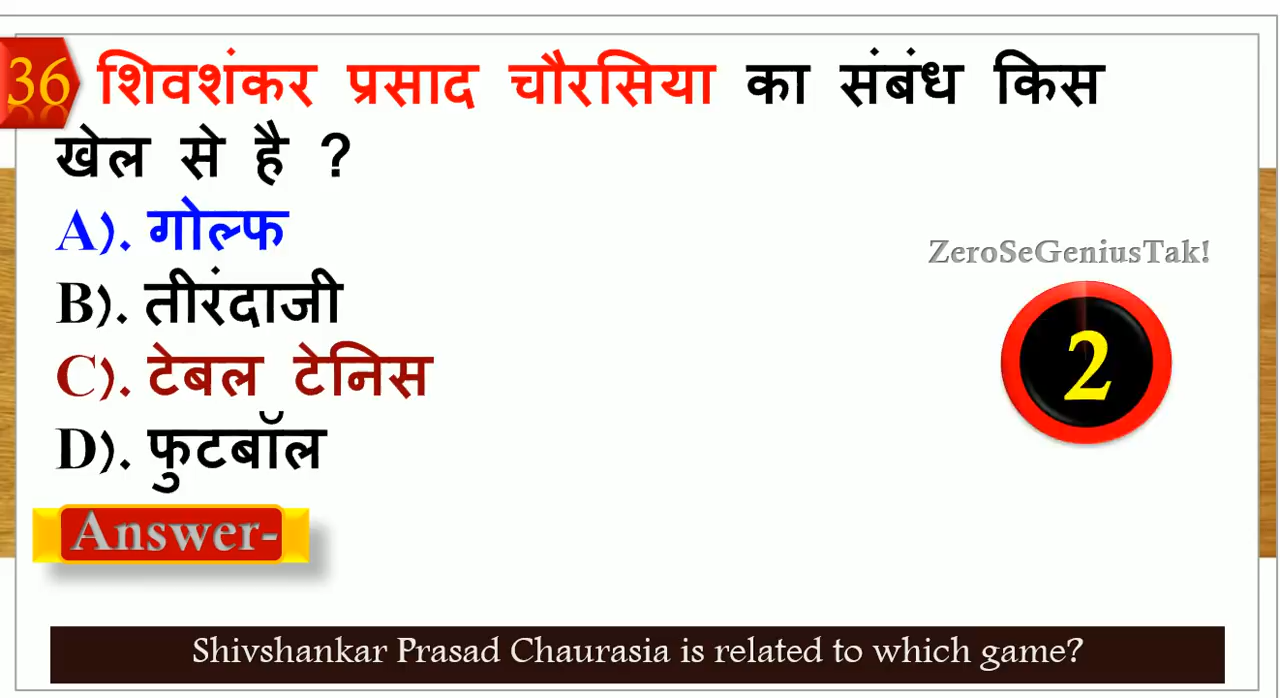 36 शिवशंकर प्रसाद चौरसिया का संबंध किस
खेल से है ?
A). गोल्फ
B). तीरंदाजी
C). टेबल टेनिस
D). फुटबॉल
ZeroSeGeniusTak!
2
Answer-
Shivshankar Prasad Chaurasia is related to which game?